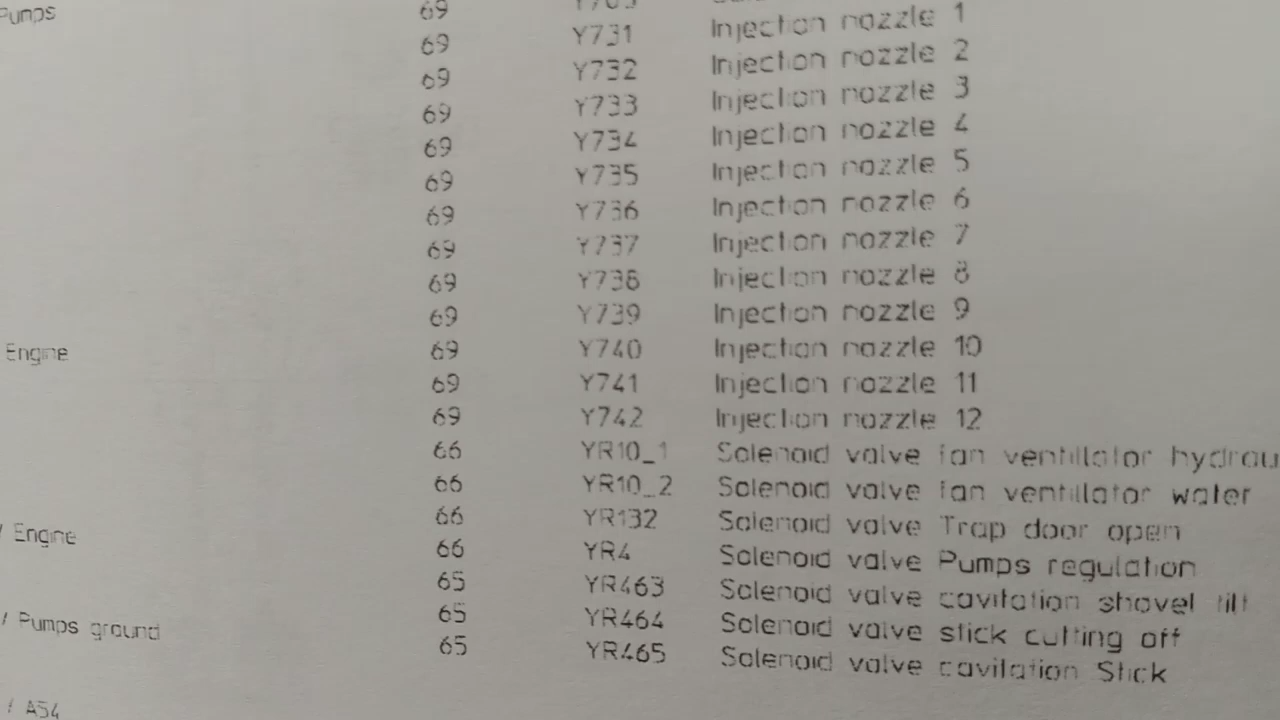 Pumps 69
69 Y731 Injection nozzle 1
69 Y732 Injection nozzle 2
69 Y733 Injection nozzle 3
69 Y734 Injection nozzle 4
69 Y735 Injection nozzle 5
69 Y736 Injection nozzle 6
69 Y737 Injection nozzle 7
69 Y738 Injection nozzle 8
69 Y739 Injection nozzle 9
Engine 69 Y740 Injection nozzle 10
69 Y741 Injection nozzle 11
69 Y742 Injection nozzle 12
66 YR10_1 Solenoid valve fan ventillator hydrau
66 YR10_2 Solenoid valve fan ventillator water
66 YR132 Solenoid valve Trap door open
/ Engine 66 YR4 Solenoid valve Pumps regulation
65 YR463 Solenoid valve cavitation shovel tilt
65 YR464 Solenoid valve stick cutting off
/ Pumps ground 65 YR465 Solenoid valve cavitation Stick
/ A54